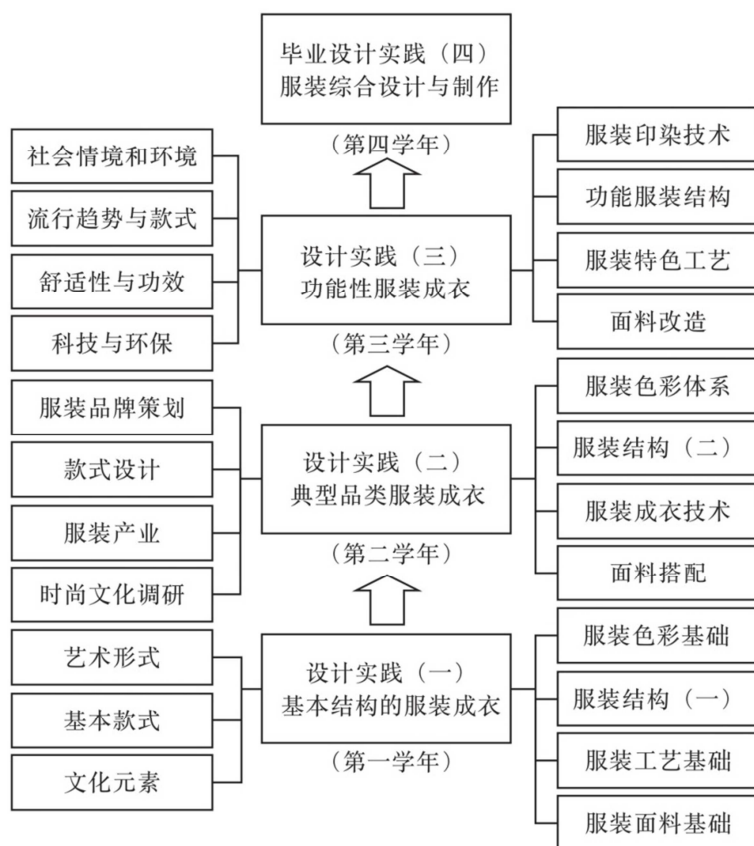 毕业设计实践（四）
服装综合设计与制作
（第四学年）
社会情境和环境
流行趋势与款式
舒适性与功效
科技与环保
设计实践（三）
功能性服装成衣
（第三学年）
服装印染技术
功能服装结构
服装特色工艺
面料改造
服装品牌策划
款式设计
服装产业
时尚文化调研
设计实践（二）
典型品类服装成衣
（第二学年）
服装色彩体系
服装结构（二）
服装成衣技术
面料搭配
艺术形式
基本款式
文化元素
设计实践（一）
基本结构的服装成衣
（第一学年）
服装色彩基础
服装结构（一）
服装工艺基础
服装面料基础